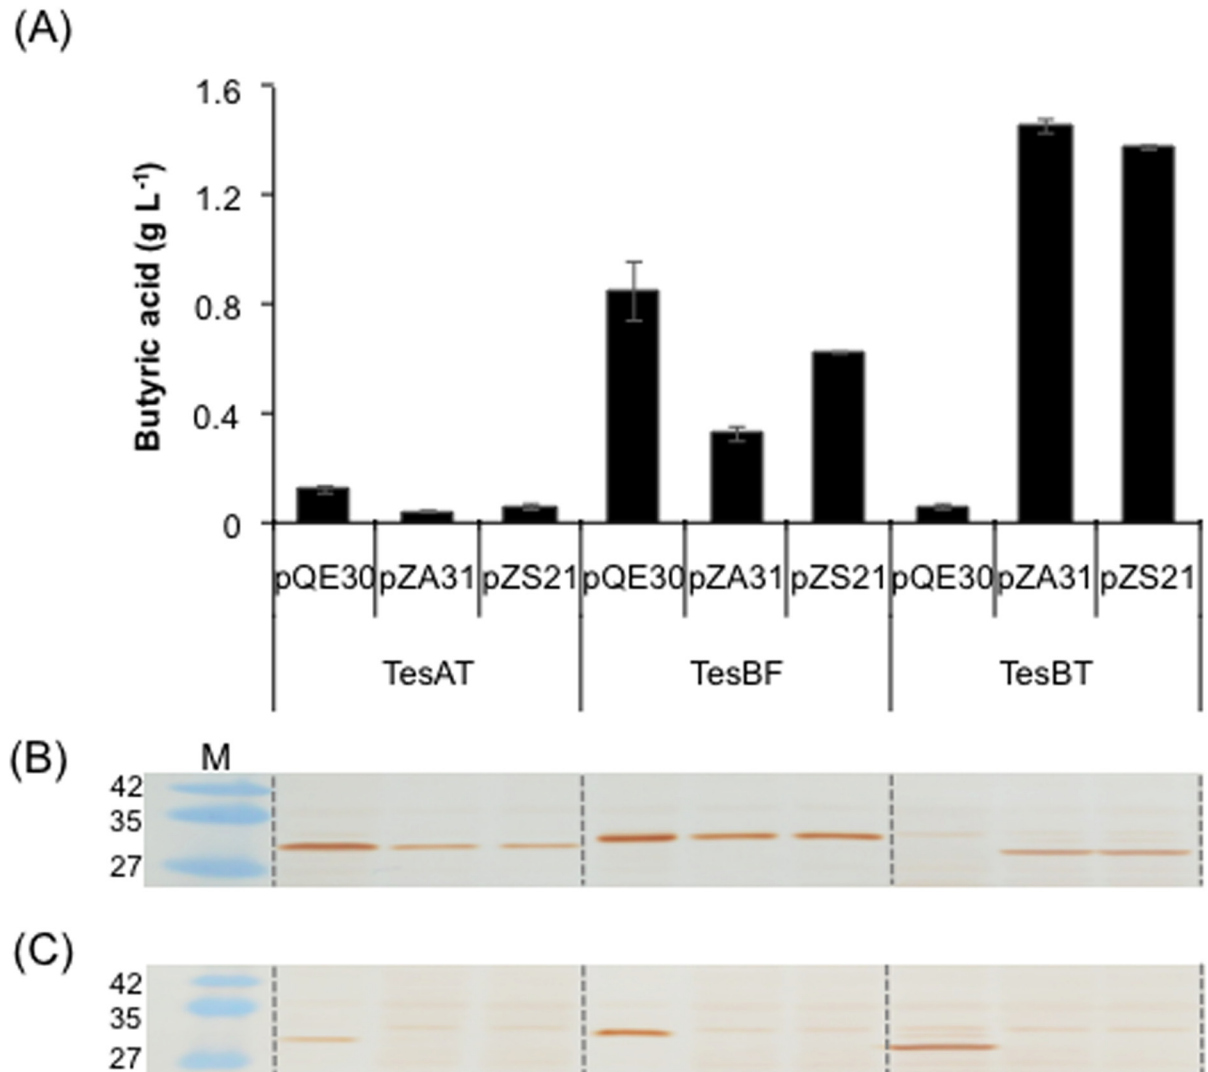 (A)
1.6
1.2
0.8
0.4
0
Butyric acid (g L-1)
pQE30 pZA31 pZS21 pQE30 pZA31 pZS21 pQE30 pZA31 pZS21
TesAT TesBF TesBT
(B)
M
42
35
27
(C)
42
35
27